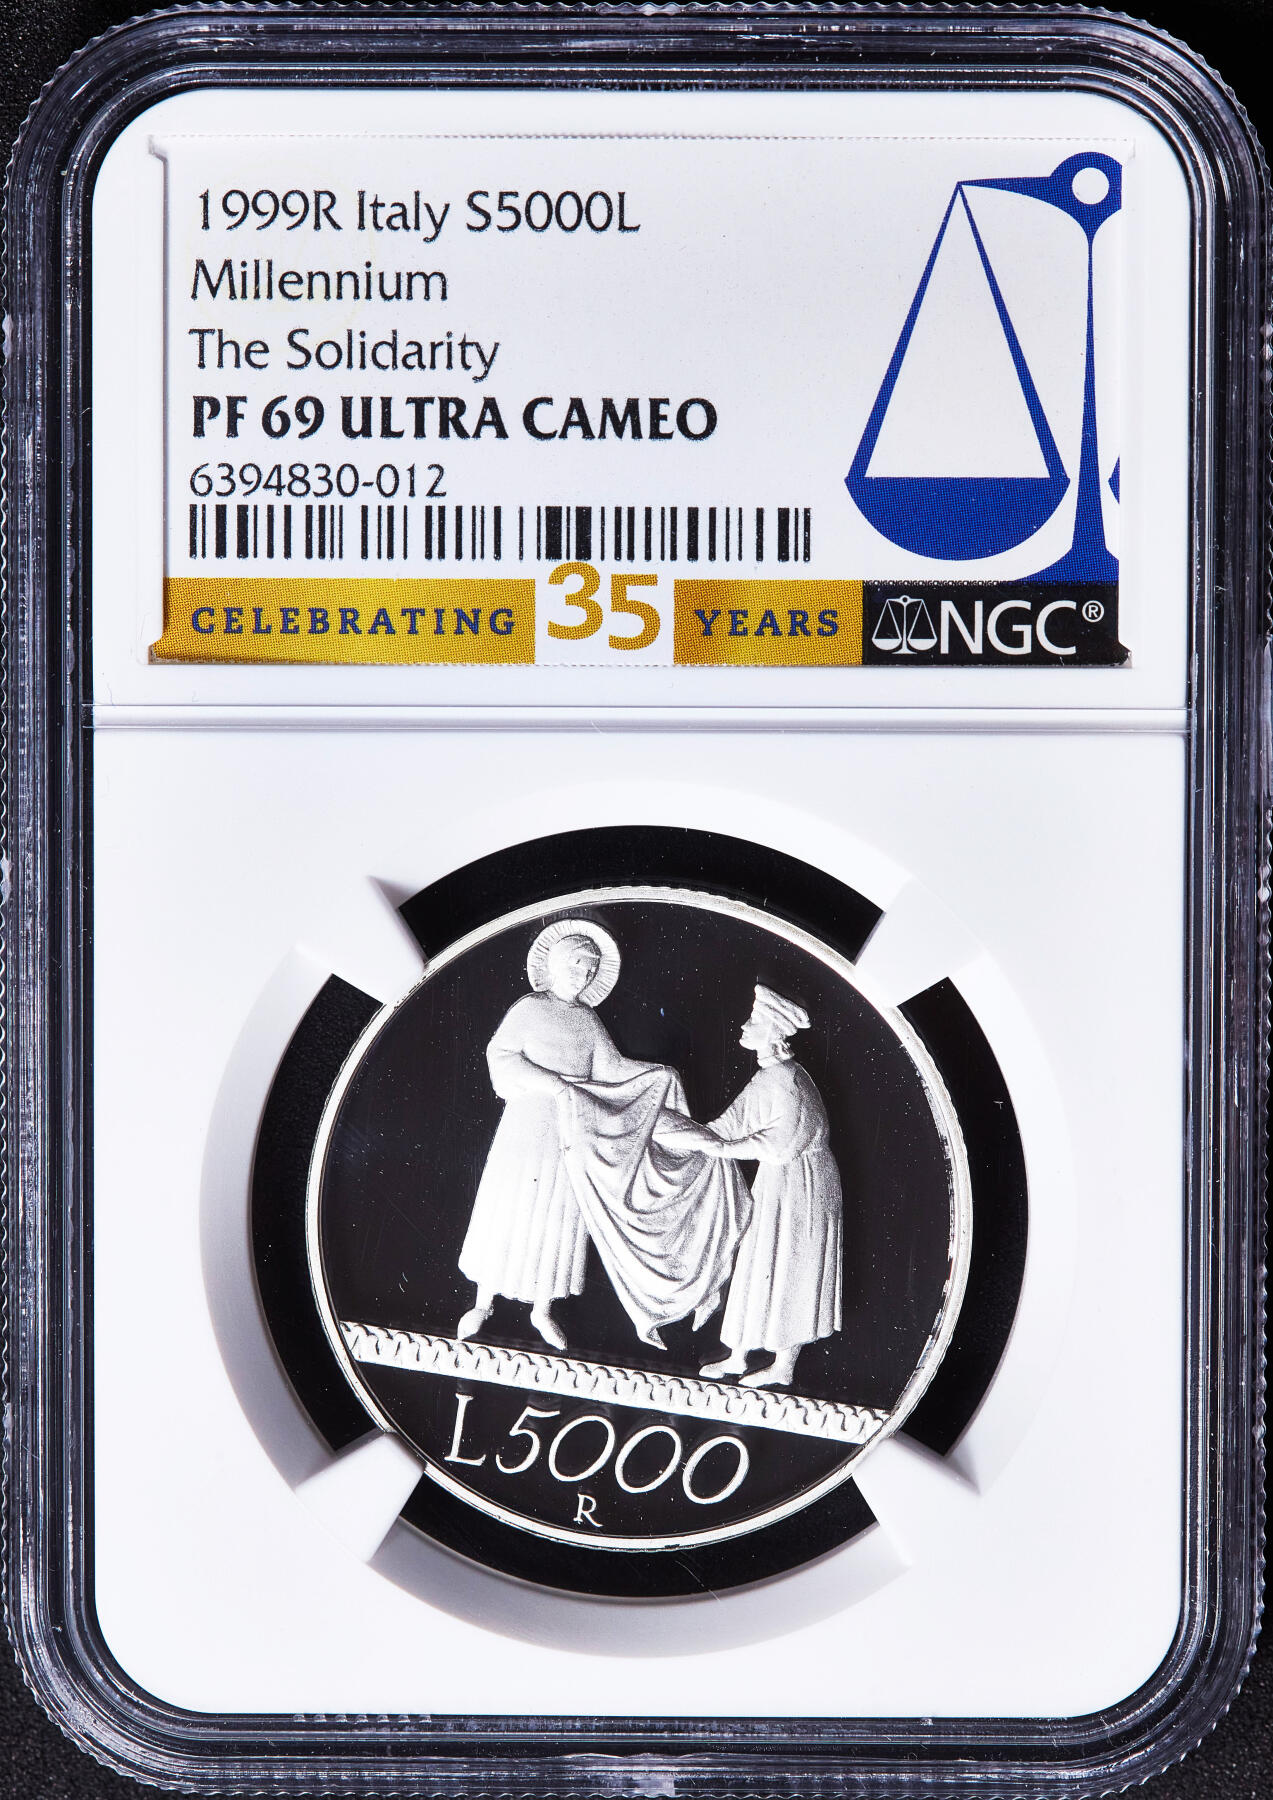 1999R Italy S5000L
Millennium
The Solidarity
PF 69 ULTRA CAMEO
6394830-012
CELEBRATING 35 YEARS NGC®
L5000
R